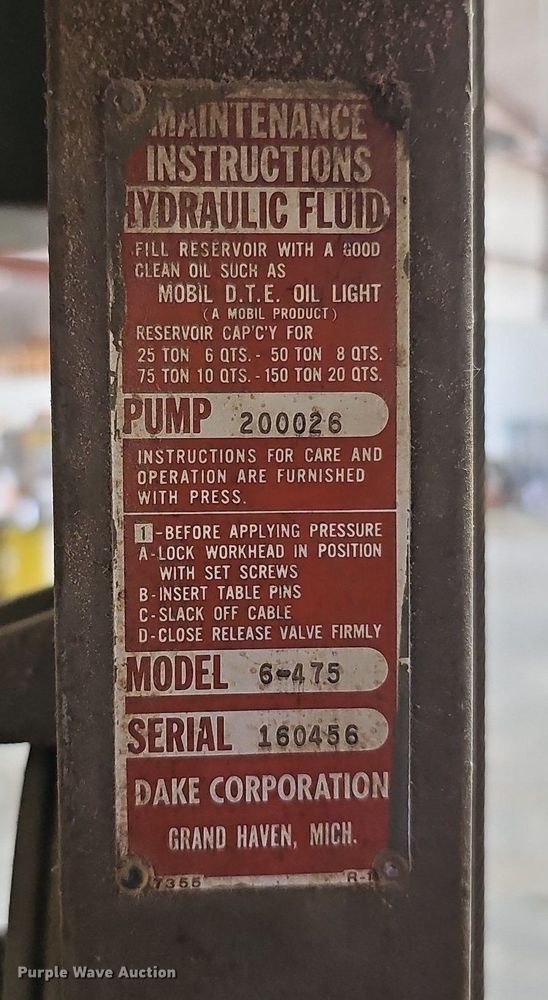 MAINTENANCE
INSTRUCTIONS
HYDRAULIC FLUID
FILL RESERVOIR WITH A GOOD
CLEAN OIL SUCH AS
MOBIL D.T.E. OIL LIGHT
(A MOBIL PRODUCT)
RESERVOIR CAP'C'Y FOR
25 TON 6 QTS. - 50 TON 8 QTS.
75 TON 10 QTS. - 150 TON 20 QTS.
PUMP 200026
INSTRUCTIONS FOR CARE AND
OPERATION ARE FURNISHED
WITH PRESS.
1 - BEFORE APPLYING PRESSURE
A - LOCK WORKHEAD IN POSITION
WITH SET SCREWS
B - INSERT TABLE PINS
C - SLACK OFF CABLE
D - CLOSE RELEASE VALVE FIRMLY
MODEL 6-475
SERIAL 160456
DAKE CORPORATION
GRAND HAVEN, MICH.
7355
Purple Wave Auction